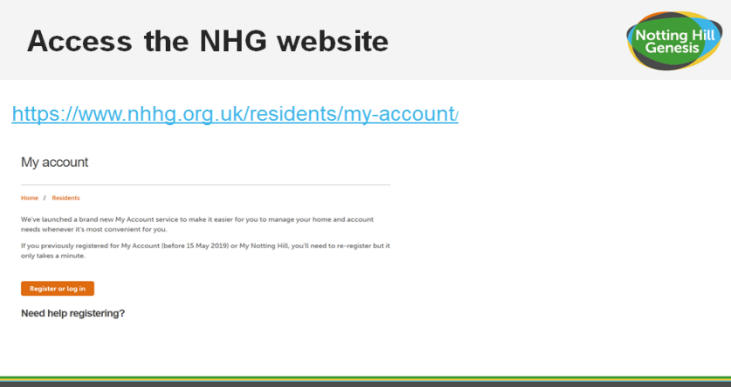 Access the NHG website
Notting Hill
Genesis
https://www.nhhg.org.uk/residents/my-account/
My account
Home / Residents
We've launched a brand new My Account service to make it easier for you to manage your home and account
needs whenever it's most convenient for you.
If you previously registered for My Account (before 15 May 2019) or My Notting Hill, you'll need to re-register but it
only takes a minute.
Register or log in
Need help registering?